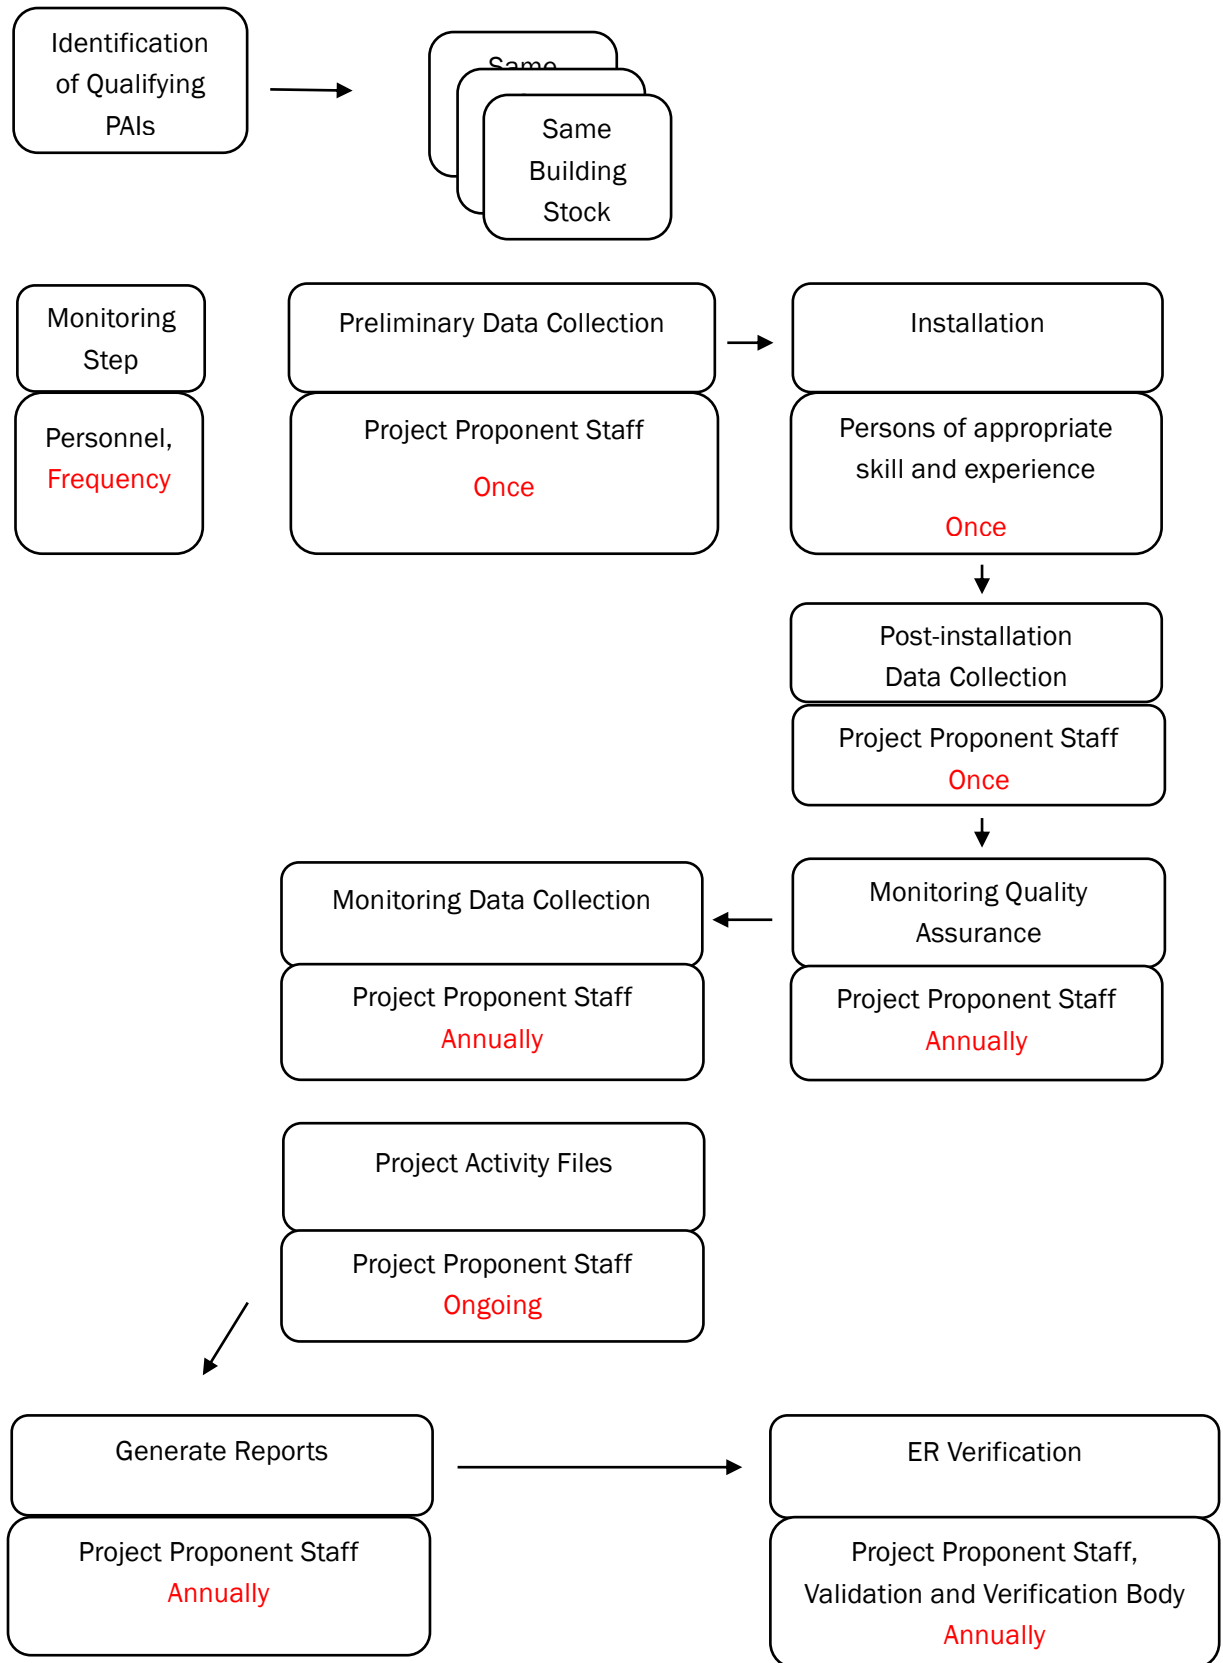 Identification
of Qualifying
PAIs
Same
Same
Building
Stock
Monitoring
Step
Personnel,
Frequency
Preliminary Data Collection
Project Proponent Staff
Once
Installation
Persons of appropriate
skill and experience
Once
Post-installation
Data Collection
Project Proponent Staff
Once
Monitoring Quality
Assurance
Project Proponent Staff
Annually
Monitoring Data Collection
Project Proponent Staff
Annually
Project Activity Files
Project Proponent Staff
Ongoing
Generate Reports
Project Proponent Staff
Annually
ER Verification
Project Proponent Staff,
Validation and Verification Body
Annually